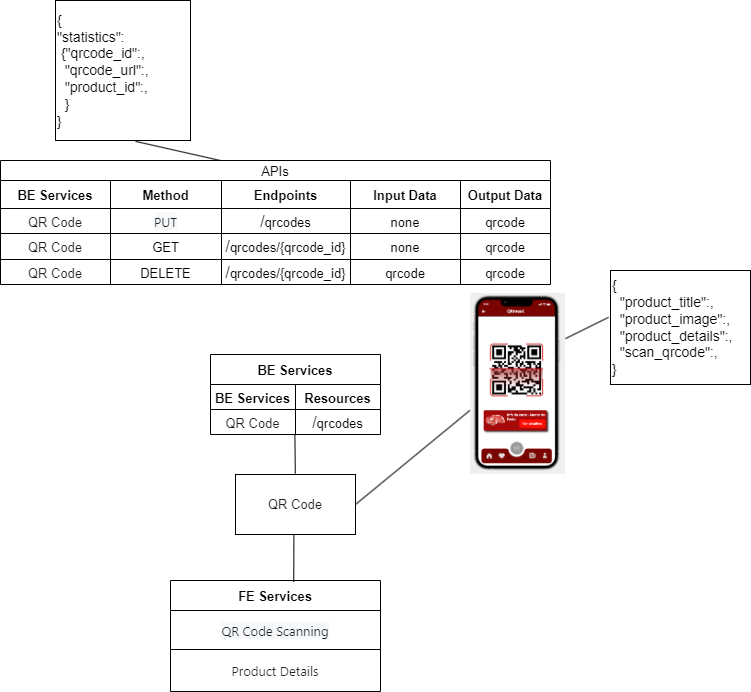 {
"statistics":
{"qrcode_id":,
"qrcode_url":,
"product_id":,
}
}
APIs
BE Services Method Endpoints Input Data Output Data
QR Code PUT /qrcodes none qrcode
QR Code GET /qrcodes/{qrcode_id} none qrcode
QR Code DELETE /qrcodes/{qrcode_id} qrcode qrcode
{
"product_title":,
"product_image":,
"product_details":,
"scan_qrcode":,
}
BE Services
BE Services Resources
QR Code /qrcodes
QR Code
FE Services
QR Code Scanning
Product Details